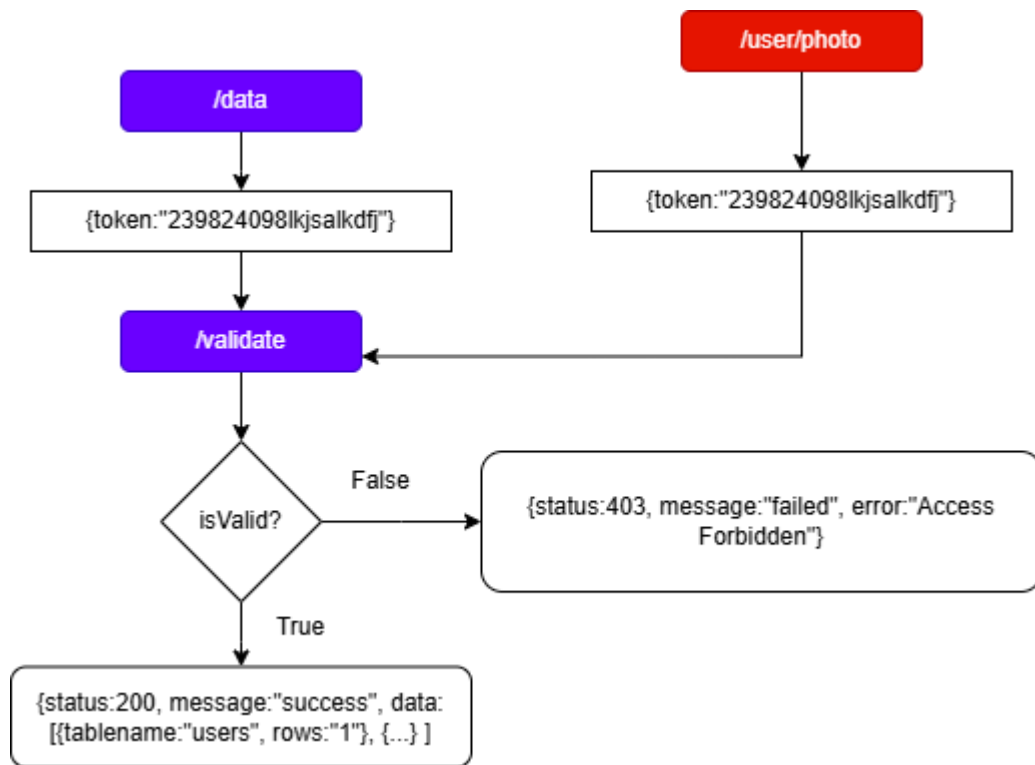 /user/photo
/data
{token:"239824098lkjsalkdfj"}
{token:"239824098lkjsalkdfj"}
/validate
False
isValid?
{status:403, message:"failed", error:"Access
Forbidden"}
True
{status:200, message:"success", data:
[{tablename:"users", rows:"1"}, {...} ]